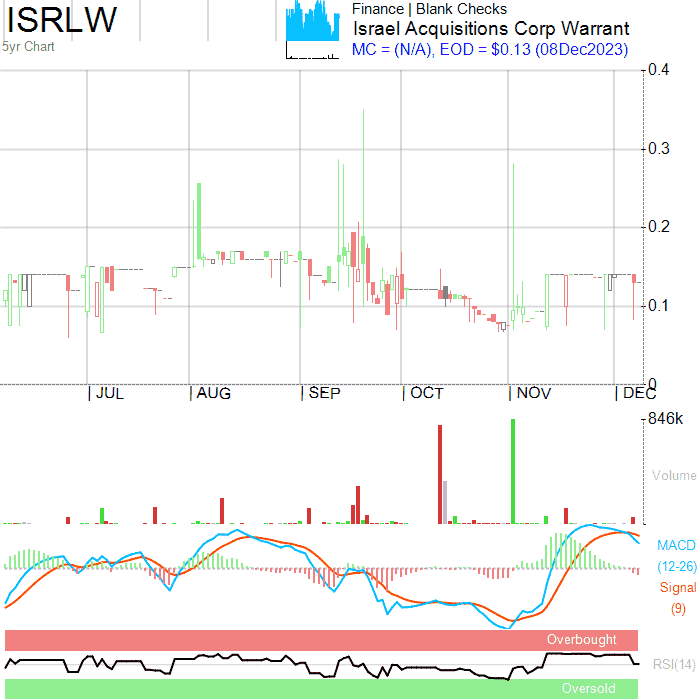 ISRLW
5yr Chart
Finance | Blank Checks
Israel Acquisitions Corp Warrant
MC = (N/A), EOD = $0.13 (08Dec2023)
0.4
0.3
0.2
0.1
0
JUL
AUG
SEP
OCT
NOV
DEC
846k
Volume
MACD
(12-26)
Signal
(9)
Overbought
RSI(14)
Oversold